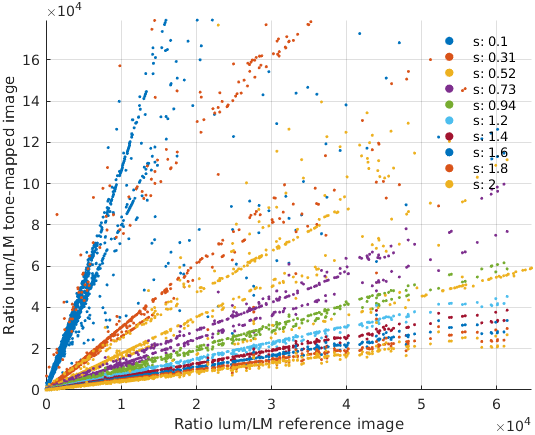 ×10⁴
16
14
12
10
8
6
4
2
0
Ratio lum/LM tone-mapped image
s: 0.1
s: 0.31
s: 0.52
s: 0.73
s: 0.94
s: 1.2
s: 1.4
s: 1.6
s: 1.8
s: 2
0 1 2 3 4 5 6
Ratio lum/LM reference image
×10⁴